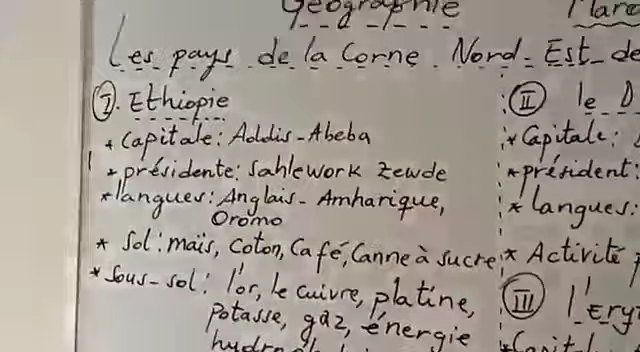 Géographie
Les pays de la Corne Nord-Est de
I. Ethiopie
+ Capitale: Addis-Abeba
+ présidente: Sahlework Zewde
* langues: Anglais - Amharique,
Oromo
* Sol: maïs, Coton, Café, Canne à sucre
* Sous-sol: l'or, le cuivre, platine,
Potasse, gaz, énergie
II le
* Capitale:
* président:
* langues:
* Activité
III